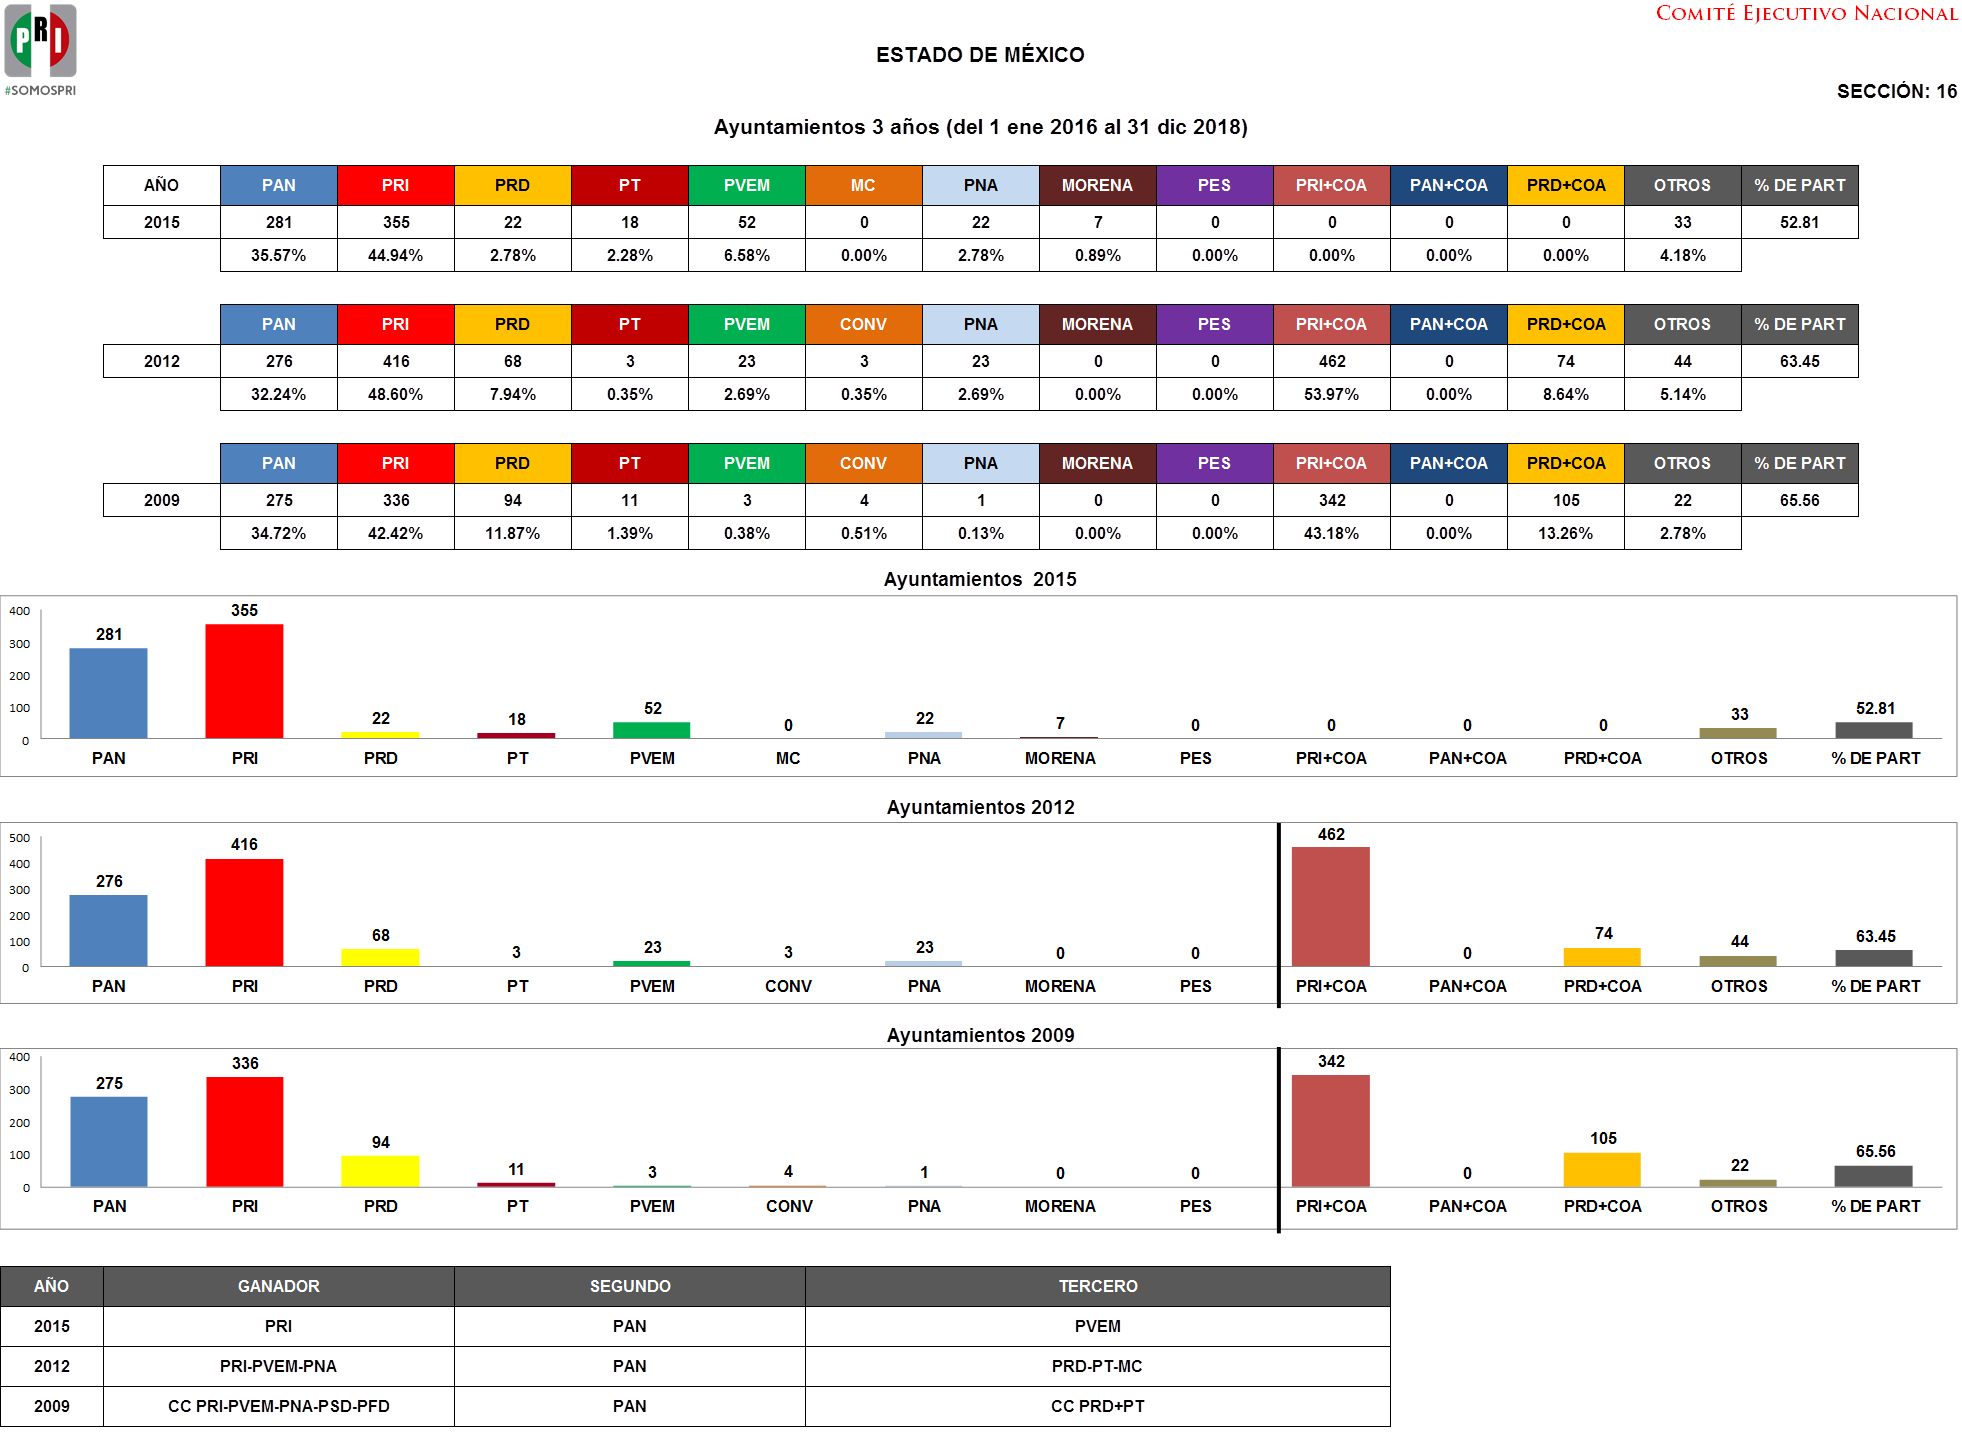 COMITÉ EJECUTIVO NACIONAL
PRI
#SOMOSPRI
ESTADO DE MÉXICO
SECCIÓN: 16
Ayuntamientos 3 años (del 1 ene 2016 al 31 dic 2018)
AÑO PAN PRI PRD PT PVEM MC PNA MORENA PES PRI+COA PAN+COA PRD+COA OTROS % DE PART
2015 281 355 22 18 52 0 22 7 0 0 0 0 33 52.81
35.57% 44.94% 2.78% 2.28% 6.58% 0.00% 2.78% 0.89% 0.00% 0.00% 0.00% 0.00% 4.18%
PAN PRI PRD PT PVEM CONV PNA MORENA PES PRI+COA PAN+COA PRD+COA OTROS % DE PART
2012 276 416 68 3 23 3 23 0 0 462 0 74 44 63.45
32.24% 48.60% 7.94% 0.35% 2.69% 0.35% 2.69% 0.00% 0.00% 53.97% 0.00% 8.64% 5.14%
PAN PRI PRD PT PVEM CONV PNA MORENA PES PRI+COA PAN+COA PRD+COA OTROS % DE PART
2009 275 336 94 11 3 4 1 0 0 342 0 105 22 65.56
34.72% 42.42% 11.87% 1.39% 0.38% 0.51% 0.13% 0.00% 0.00% 43.18% 0.00% 13.26% 2.78%
Ayuntamientos 2015
400
300
200
100
0
281 355 22 18 52 0 22 7 0 0 0 0 33 52.81
PAN PRI PRD PT PVEM MC PNA MORENA PES PRI+COA PAN+COA PRD+COA OTROS % DE PART
Ayuntamientos 2012
500
400
300
200
100
0
276 416 68 3 23 3 23 0 0 462 0 74 44 63.45
PAN PRI PRD PT PVEM CONV PNA MORENA PES PRI+COA PAN+COA PRD+COA OTROS % DE PART
Ayuntamientos 2009
400
300
200
100
0
275 336 94 11 3 4 1 0 0 342 0 105 22 65.56
PAN PRI PRD PT PVEM CONV PNA MORENA PES PRI+COA PAN+COA PRD+COA OTROS % DE PART
AÑO GANADOR SEGUNDO TERCERO
2015 PRI PAN PVEM
2012 PRI-PVEM-PNA PAN PRD-PT-MC
2009 CC PRI-PVEM-PNA-PSD-PFD PAN CC PRD+PT